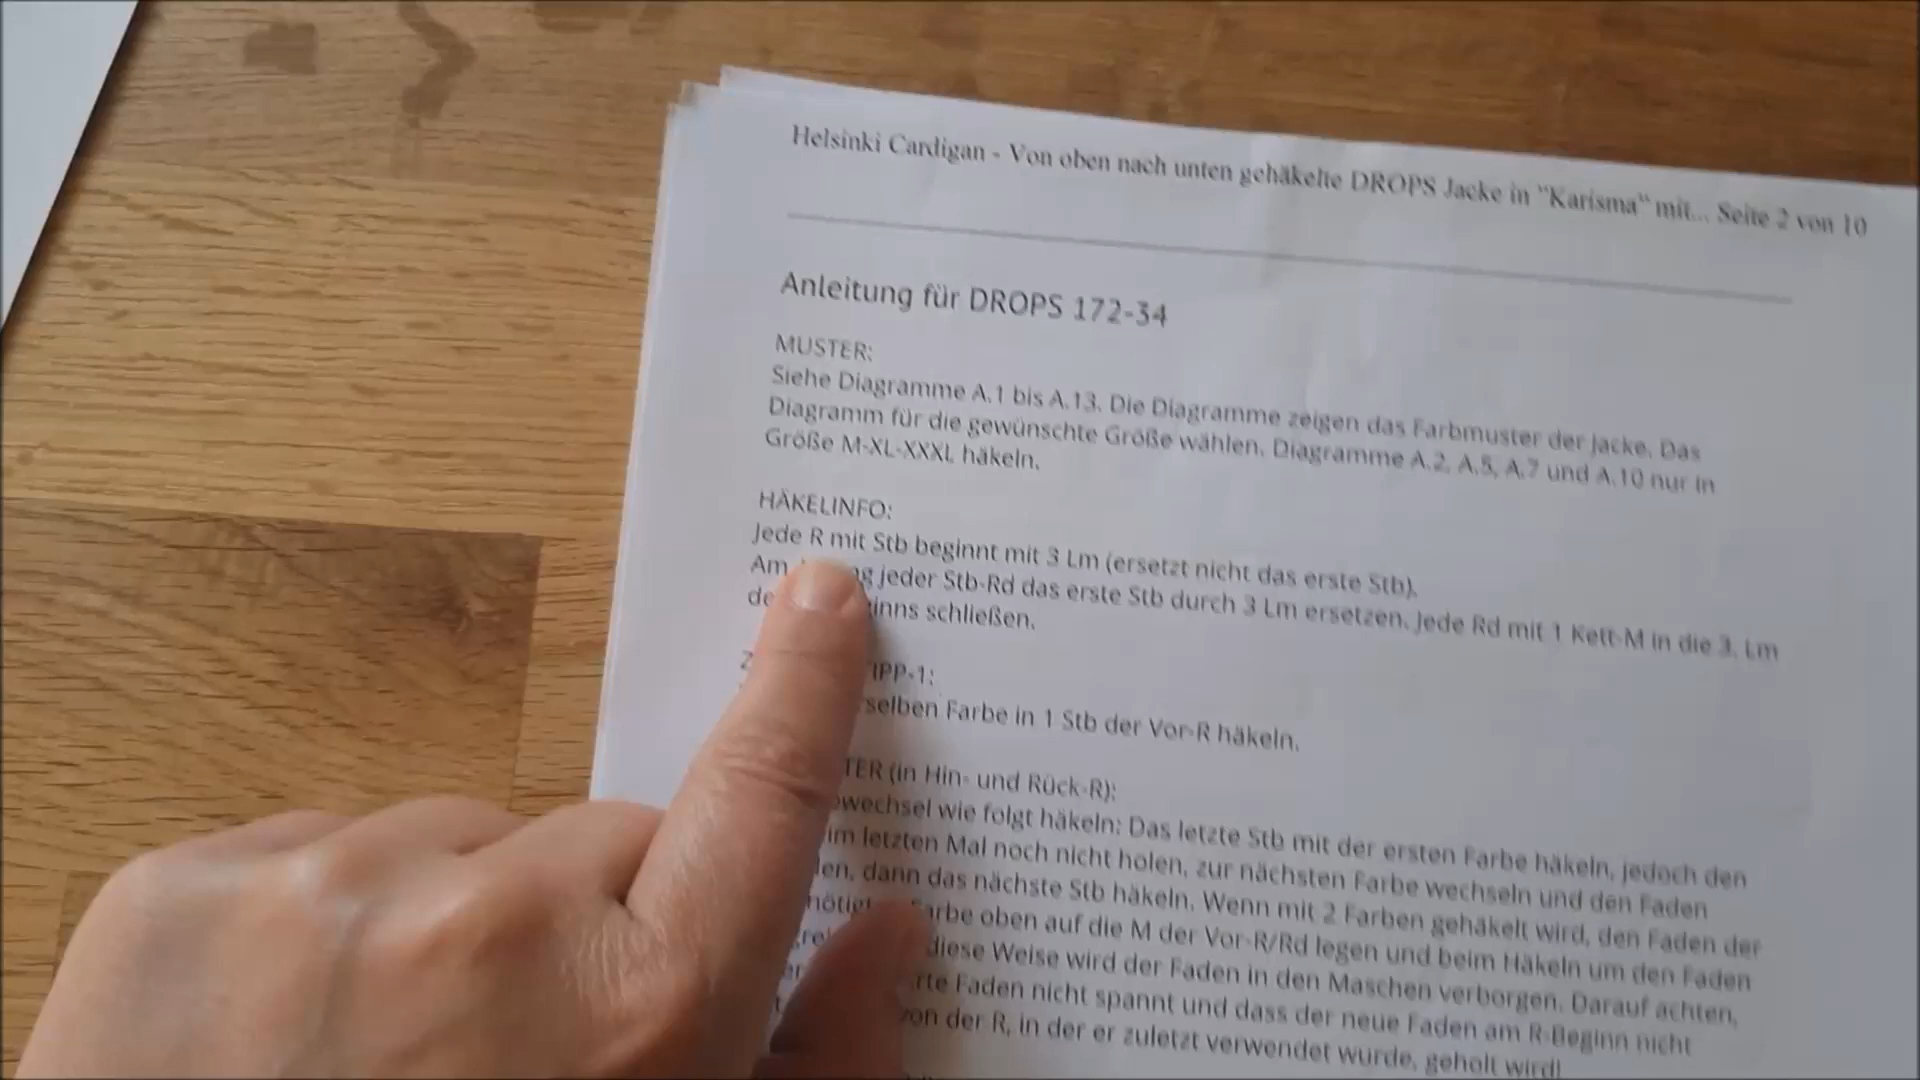 Helsinki Cardigan - Von oben nach unten gehäkelte DROPS Jacke in "Karisma" mit... Seite 2 von 10
Anleitung für DROPS 172-34
MUSTER:
Siehe Diagramme A.1 bis A.13. Die Diagramme zeigen das Farbmuster der Jacke. Das
Diagramm für die gewünschte Größe wählen. Diagramme A.2, A.5, A.7 und A.10 nur in
Größe M-XL-XXXL häkeln.
HÄKELINFO:
Jede R mit Stb beginnt mit 3 Lm (ersetzt nicht das erste Stb).
Am jeder Stb-Rd das erste Stb durch 3 Lm ersetzen. Jede Rd mit 1 Kett-M in die 3. Lm
schließen.
PP-1:
selben Farbe in 1 Stb der Vor-R häkeln.
TER (in Hin- und Rück-R):
wechsel wie folgt häkeln: Das letzte Stb mit der ersten Farbe häkeln, jedoch den
im letzten Mal noch nicht holen, zur nächsten Farbe wechseln und den Faden
len, dann das nächste Stb häkeln. Wenn mit 2 Farben gehäkelt wird, den Faden der
nötig arbe oben auf die M der Vor-R/Rd legen und beim Häkeln um den Faden
diese Weise wird der Faden in den Maschen verborgen. Darauf achten,
rte Faden nicht spannt und dass der neue Faden am R-Beginn nicht
von der R, in der er zuletzt verwendet wurde, geholt wird!